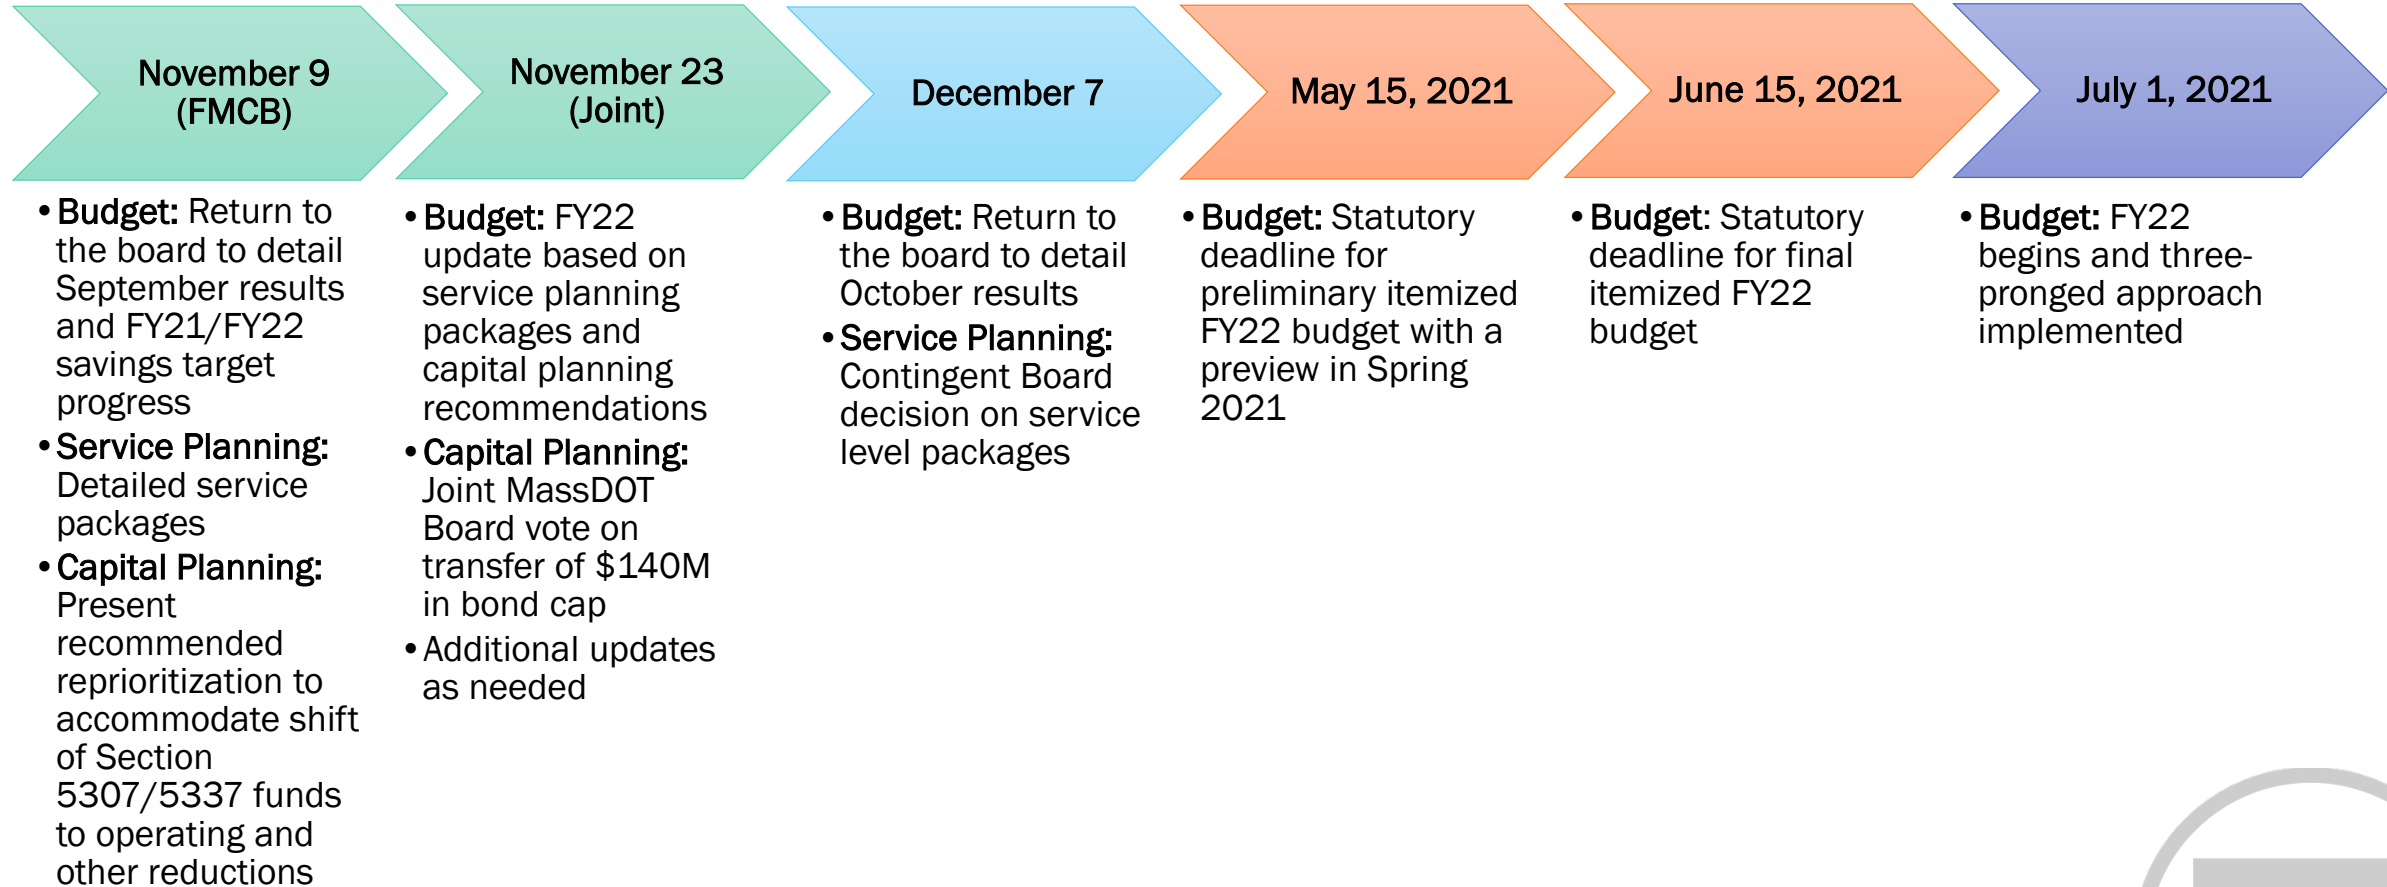 November 9
(FMCB)
November 23
(Joint)
December 7
May 15, 2021
June 15, 2021
July 1, 2021
•Budget: Return to
the board to detail
September results
and FY21/FY22
savings target
progress
•Service Planning:
Detailed service
packages
•Capital Planning:
Present
recommended
reprioritization to
accommodate shift
of Section
5307/5337 funds
to operating and
other reductions
•Budget: FY22
update based on
service planning
packages and
capital planning
recommendations
•Capital Planning:
Joint MassDOT
Board vote on
transfer of $140M
in bond cap
•Additional updates
as needed
•Budget: Return to
the board to detail
October results
•Service Planning:
Contingent Board
decision on service
level packages
•Budget: Statutory
deadline for
preliminary itemized
FY22 budget with a
preview in Spring
2021
•Budget: Statutory
deadline for final
itemized FY22
budget
•Budget: FY22
begins and three-
pronged approach
implemented